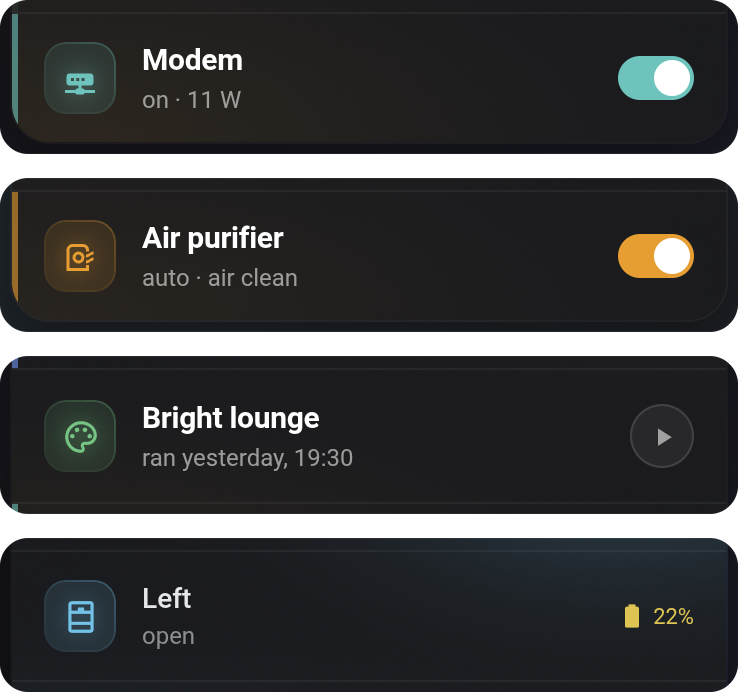 Modem
on · 11 W
Air purifier
auto · air clean
Bright lounge
ran yesterday, 19:30
Left
open
22%